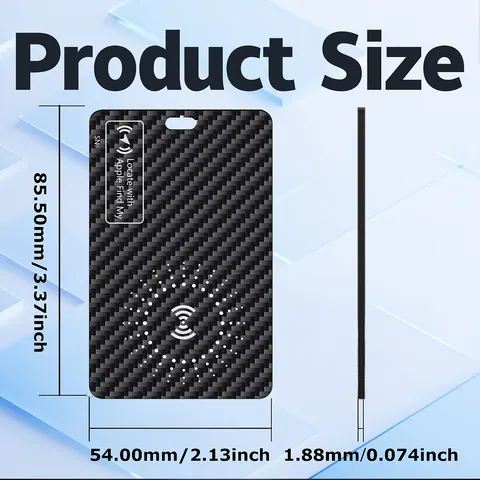 Product Size
SN:
Locate with
Apple Find My
85.50mm/3.37inch
54.00mm/2.13inch
1.88mm/0.074inch